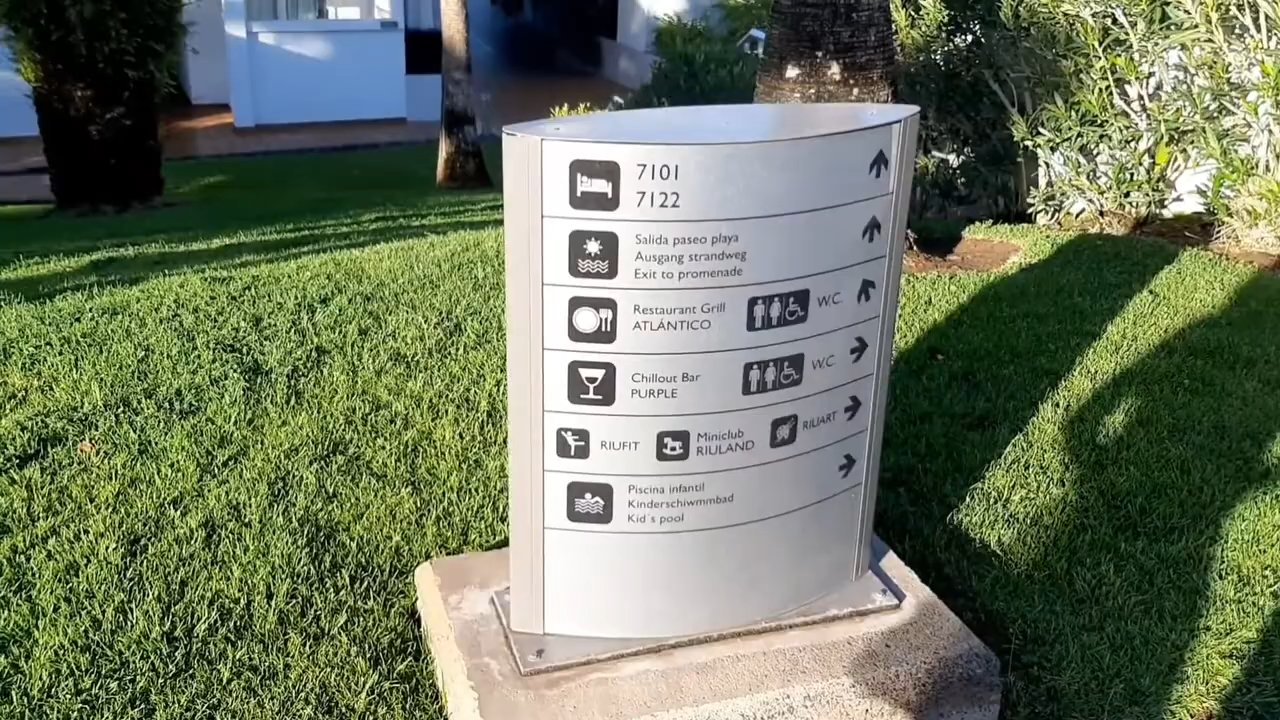 7101
7122
Salida paseo playa
Ausgang strandweg
Exit to promenade
Restaurant Grill
ATLÁNTICO
W.C.
Chillout Bar
PURPLE
W.C.
RIUFIT
Miniclub
RIULAND
RIUART
Piscina infantil
Kinderschiwmmbad
Kid´s pool